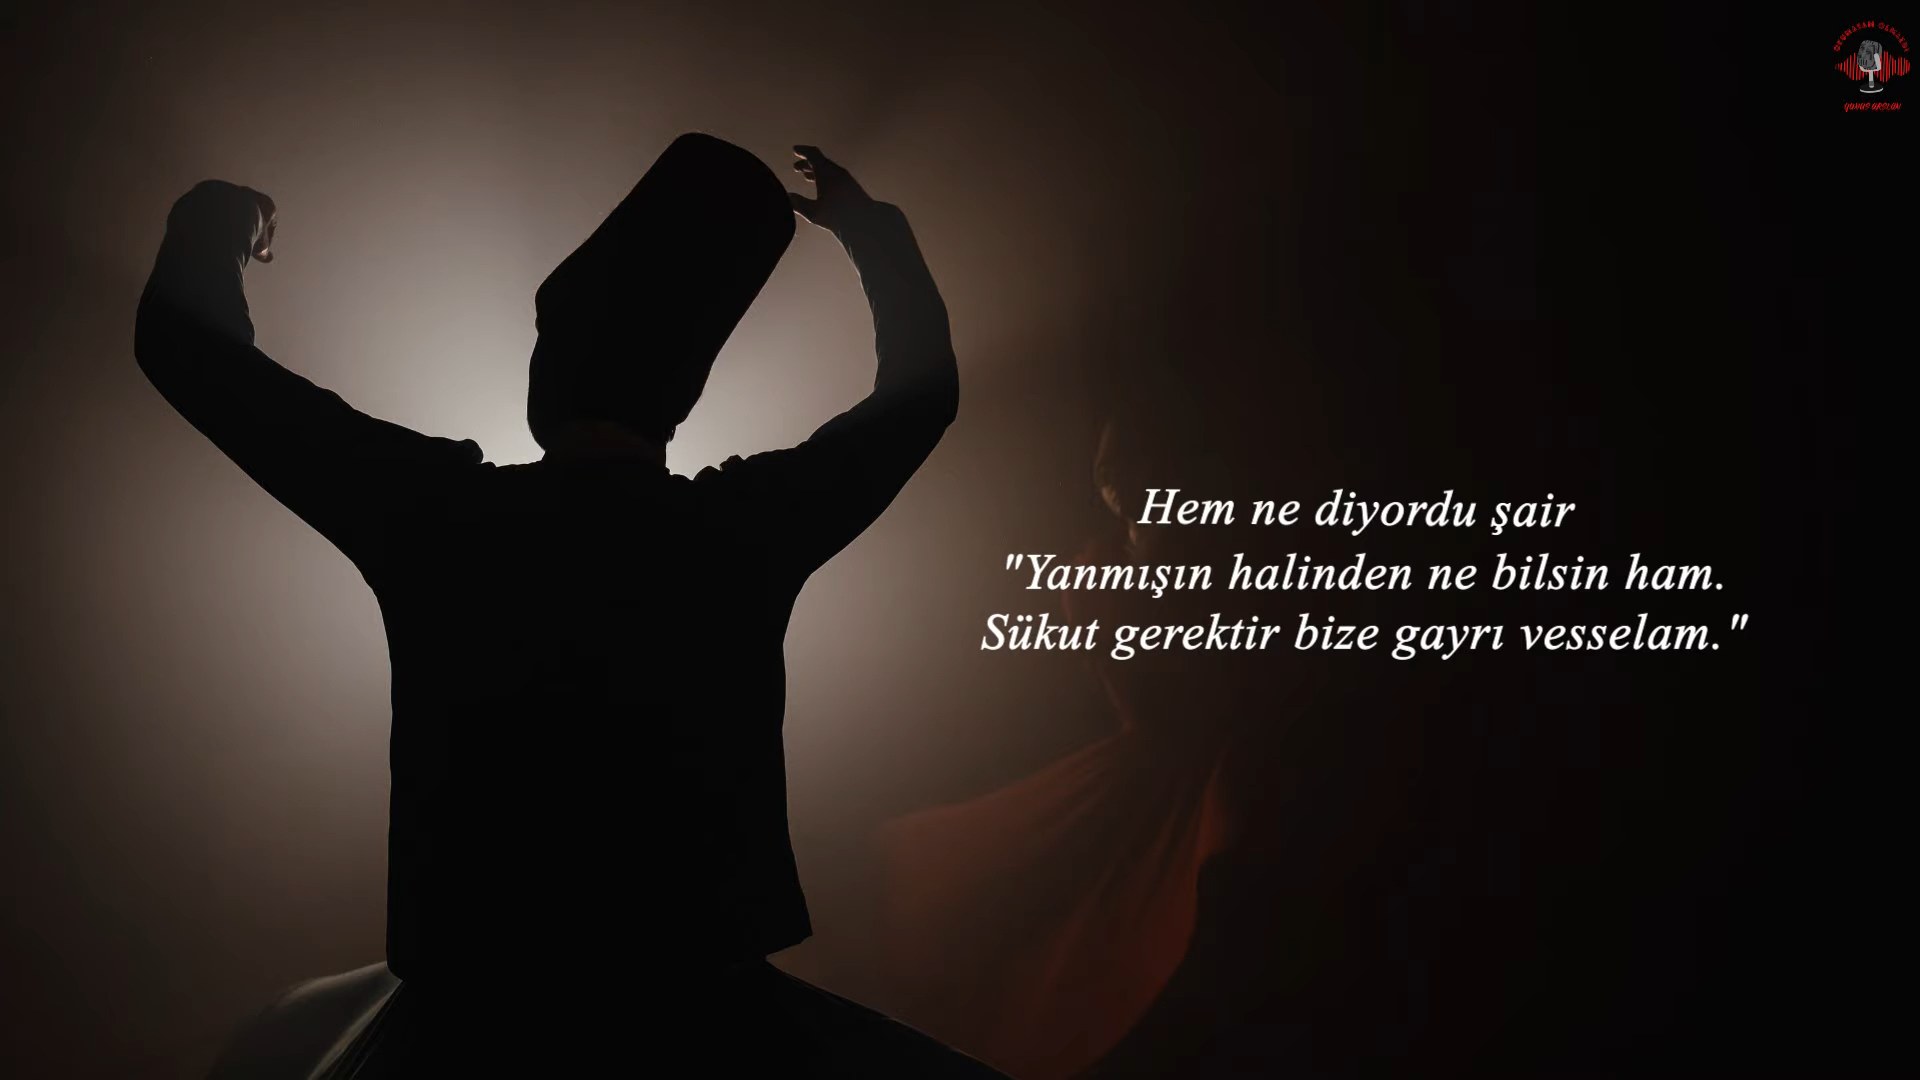 Hem ne diyordu şair
"Yanmışın halinden ne bilsin ham.
Sükut gerektir bize gayrı vesselam."